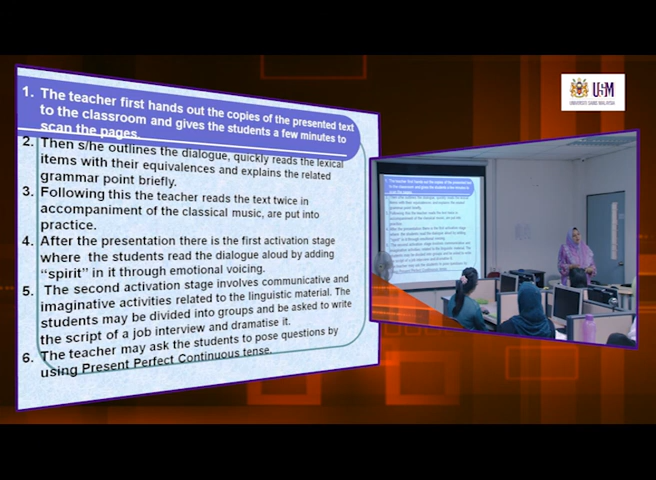 1. The teacher first hands out the copies of the presented text
to the classroom and gives the students a few minutes to
scan the pages.
2. Then s/he outlines the dialogue, quickly reads the lexical
items with their equivalences and explains the related
grammar point briefly.
3. Following this the teacher reads the text twice in
accompaniment of the classical music, are put into
practice.
4. After the presentation there is the first activation stage
where the students read the dialogue aloud by adding
“spirit” in it through emotional voicing.
5. The second activation stage involves communicative and
imaginative activities related to the linguistic material. The
students may be divided into groups and be asked to write
the script of a job interview and dramatise it.
6. The teacher may ask the students to pose questions by
using Present Perfect Continuous tense.
USM
UNIVERSITI SAINS MALAYSIA